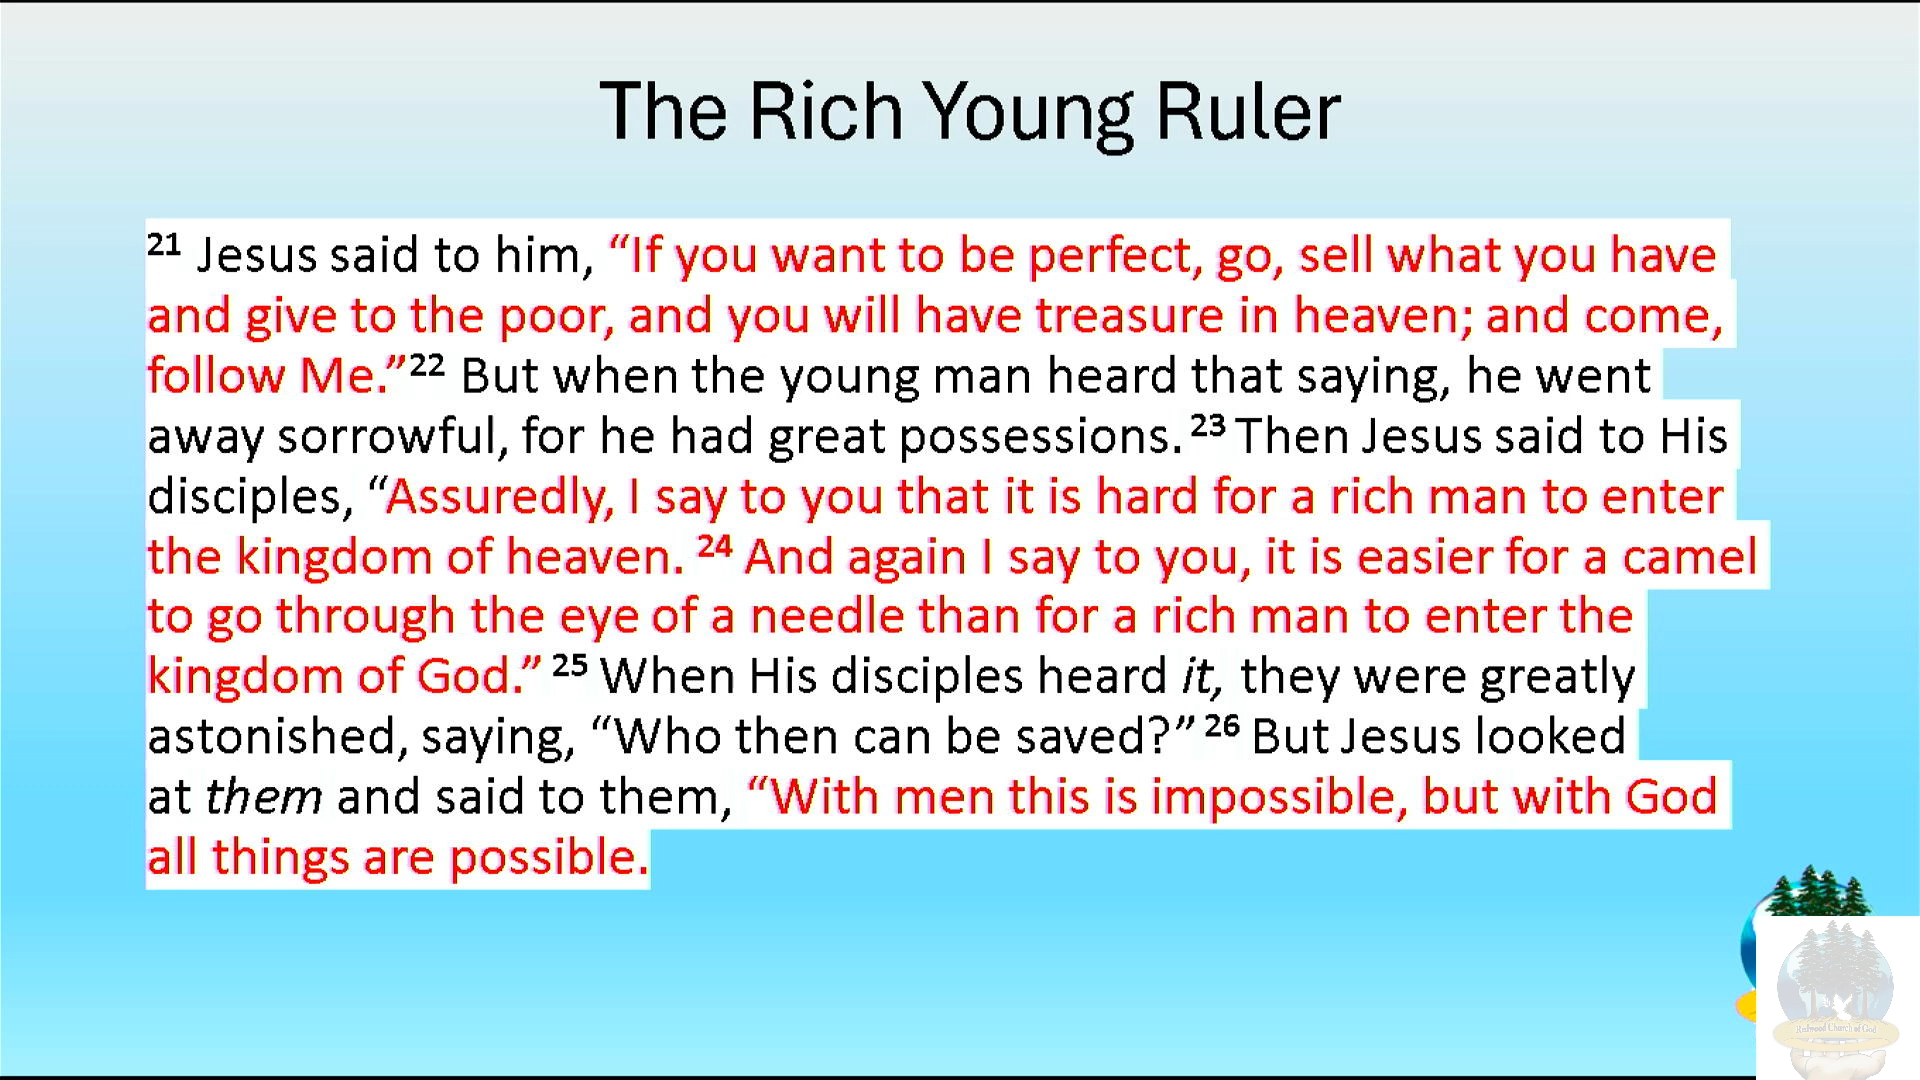 The Rich Young Ruler
21 Jesus said to him, “If you want to be perfect, go, sell what you have
and give to the poor, and you will have treasure in heaven; and come,
follow Me.”22 But when the young man heard that saying, he went
away sorrowful, for he had great possessions. 23 Then Jesus said to His
disciples, “Assuredly, I say to you that it is hard for a rich man to enter
the kingdom of heaven. 24 And again I say to you, it is easier for a camel
to go through the eye of a needle than for a rich man to enter the
kingdom of God.” 25 When His disciples heard it, they were greatly
astonished, saying, “Who then can be saved?” 26 But Jesus looked
at them and said to them, “With men this is impossible, but with God
all things are possible.
Redwood Church of God